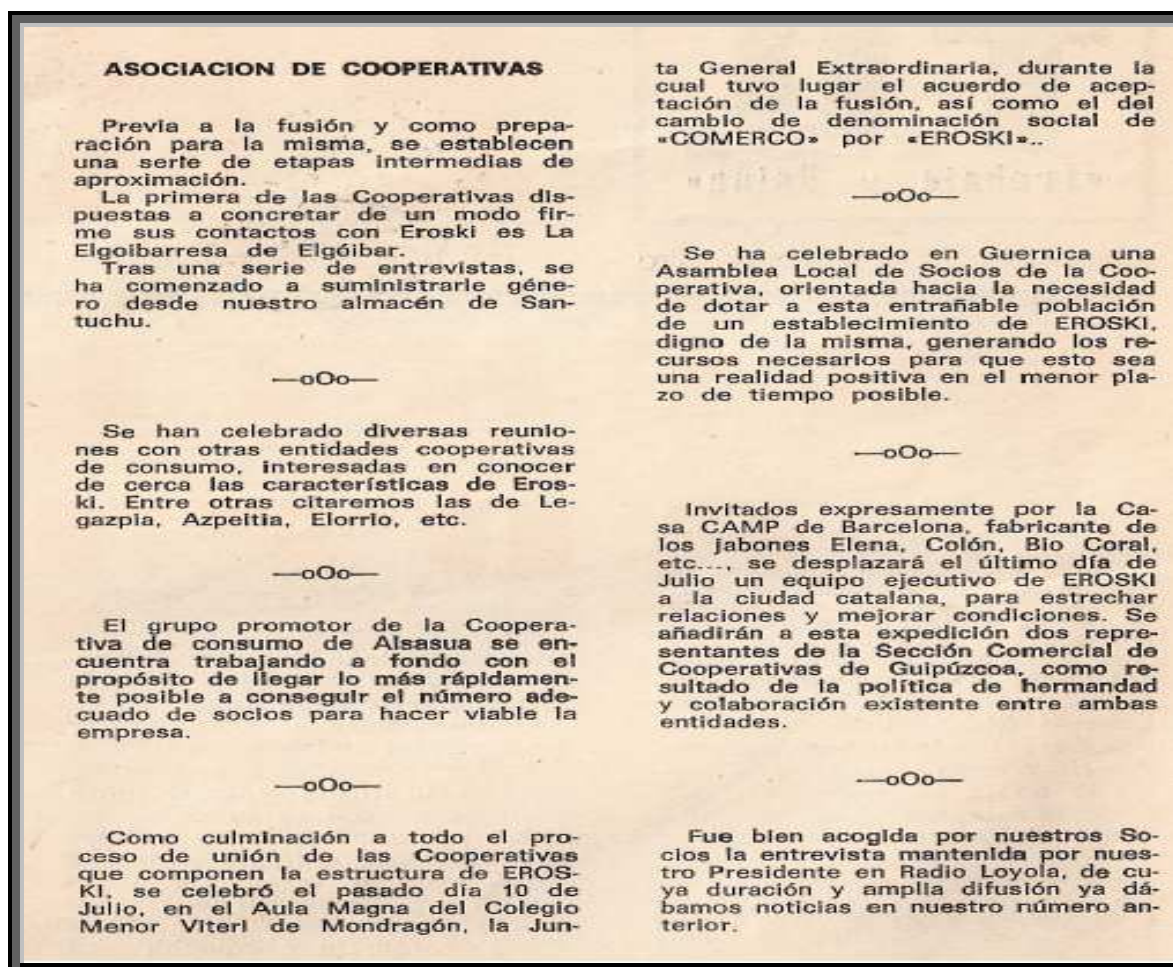 ASOCIACION DE COOPERATIVAS
Previa a la fusión y como prepa-
ración para la misma, se establecen
una serie de etapas intermedias de
aproximación.
La primera de las Cooperativas dis-
puestas a concretar de un modo fir-
me sus contactos con Eroski es La
Elgoibarresa de Elgóibar.
Tras una serie de entrevistas, se
ha comenzado a suministrarle géne-
ro desde nuestro almacén de San-
tuchu.
—oOo—
Se han celebrado diversas reunio-
nes con otras entidades cooperativas
de consumo, interesadas en conocer
de cerca las características de Eros-
ki. Entre otras citaremos las de Le-
gazpia, Azpeitia, Elorrio, etc.
—oOo—
El grupo promotor de la Coopera-
tiva de consumo de Alsasua se en-
cuentra trabajando a fondo con el
propósito de llegar lo más rápidamen-
te posible a conseguir el número ade-
cuado de socios para hacer viable la
empresa.
—oOo—
Como culminación a todo el pro-
ceso de unión de las Cooperativas
que componen la estructura de EROS-
KI, se celebró el pasado día 10 de
Julio, en el Aula Magna del Colegio
Menor Viteri de Mondragón, la Jun-
ta General Extraordinaria, durante la
cual tuvo lugar el acuerdo de acep-
tación de la fusión, así como el del
cambio de denominación social de
«COMERCO» por «EROSKI»..
—oOo—
Se ha celebrado en Guernica una
Asamblea Local de Socios de la Coo-
perativa, orientada hacia la necesidad
de dotar a esta entrañable población
de un establecimiento de EROSKI,
digno de la misma, generando los re-
cursos necesarios para que esto sea
una realidad positiva en el menor pla-
zo de tiempo posible.
—oOo—
Invitados expresamente por la Ca-
sa CAMP de Barcelona, fabricante de
los jabones Elena, Colón, Bio Coral,
etc..., se desplazará el último día de
Julio un equipo ejecutivo de EROSKI
a la ciudad catalana, para estrechar
relaciones y mejorar condiciones. Se
añadirán a esta expedición dos repre-
sentantes de la Sección Comercial de
Cooperativas de Guipúzcoa, como re-
sultado de la política de hermandad
y colaboración existente entre ambas
entidades.
—oOo—
Fue bien acogida por nuestros So-
cios la entrevista mantenida por nues-
tro Presidente en Radio Loyola, de cu-
ya duración y amplia difusión ya dá-
bamos noticias en nuestro número an-
terior.